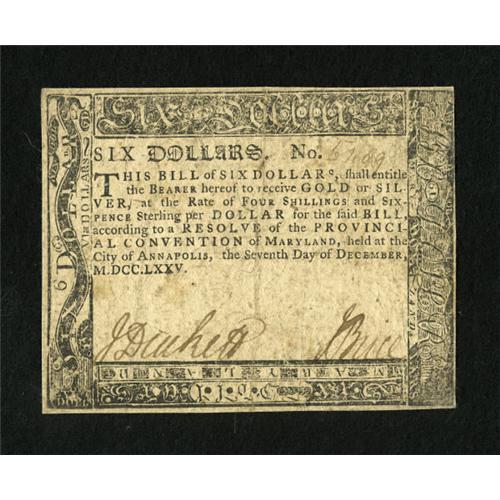 Six Dollars
SIX DOLLARS. No.
THIS BILL of SIX DOLLARS, shall entitle
the BEARER hereof to receive GOLD or SIL-
VER, at the Rate of FOUR SHILLINGS and SIX-
PENCE Sterling per DOLLAR for the said BILL,
according to a RESOLVE of the PROVINCI-
AL CONVENTION of MARYLAND, held at the
City of ANNAPOLIS, the Seventh Day of DECEMBER,
M.DCC.LXXV.
MARYLAND